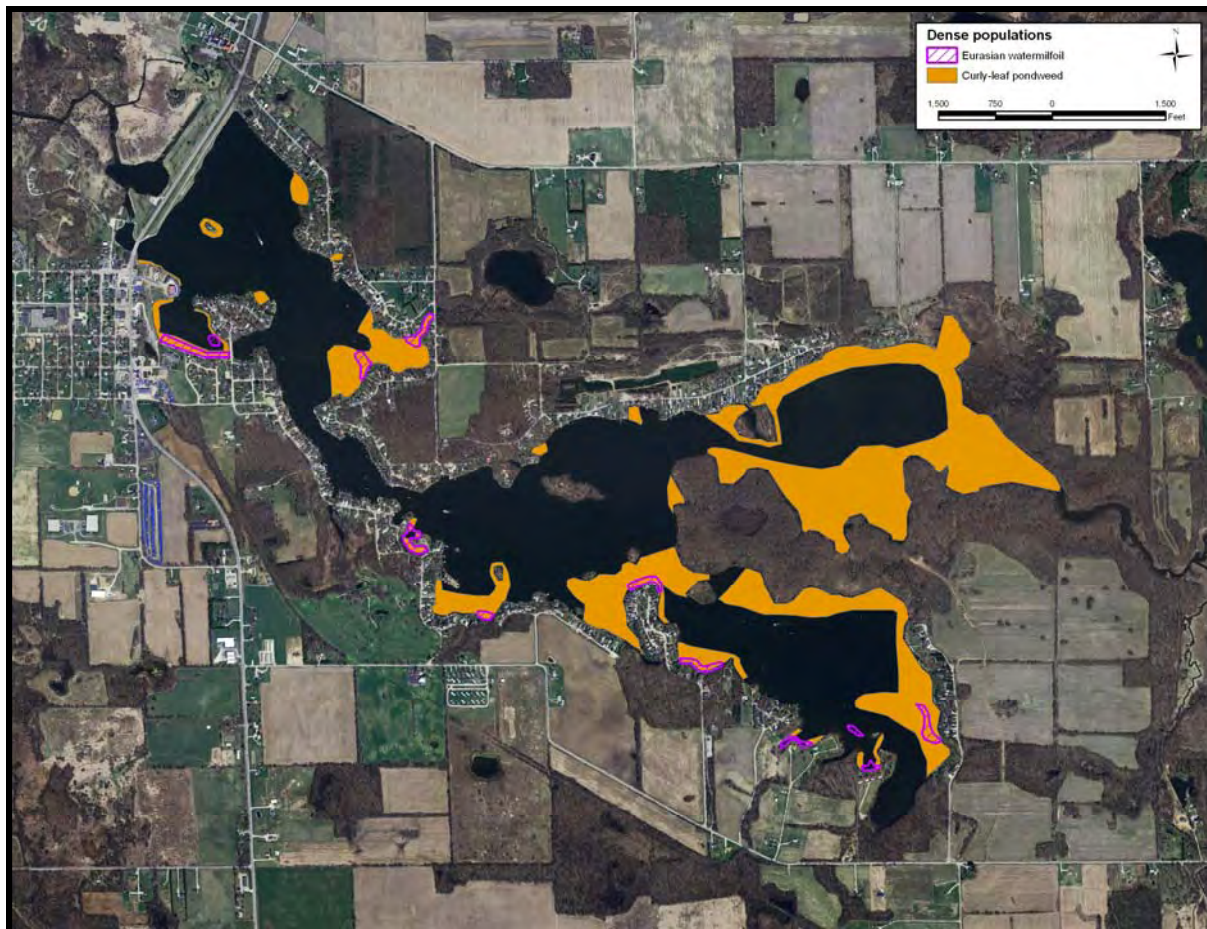 Dense populations
N
Eurasian watermilfoil
Curly-leaf pondweed
1,500 750 0 1,500
Feet